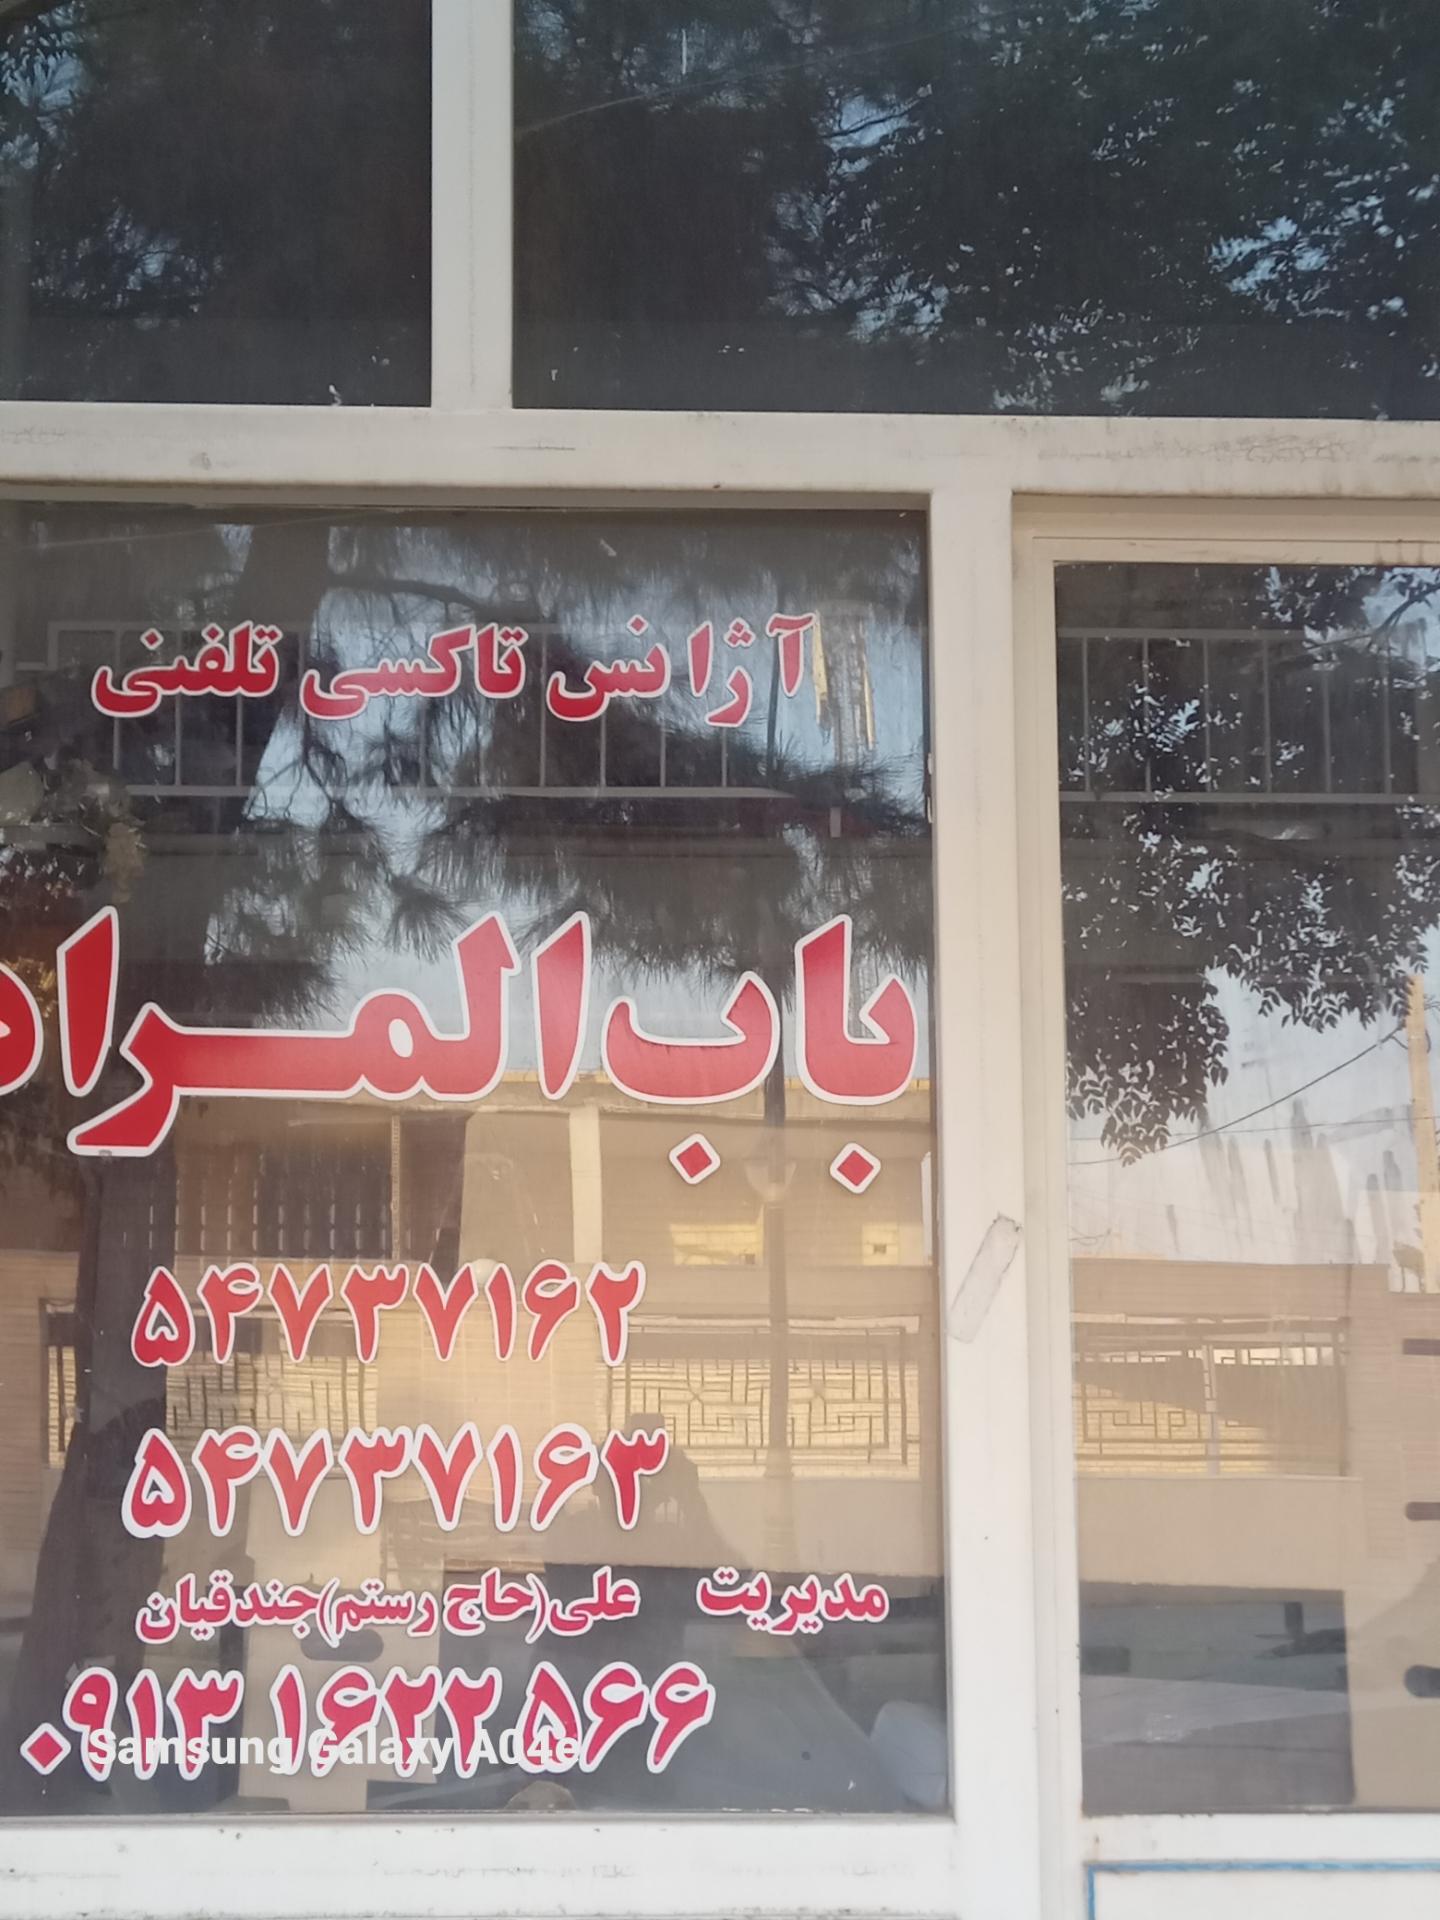 آژانس تاکسی تلفنی
باب‌المراد
۵۴۷۳۷۱۶۲
۵۴۷۳۷۱۶۳
مدیریت علی(حاج رستم)جندقیان
۰۹۱۳ ۱۶۲۲۵۶۶
Samsung Galaxy A04e